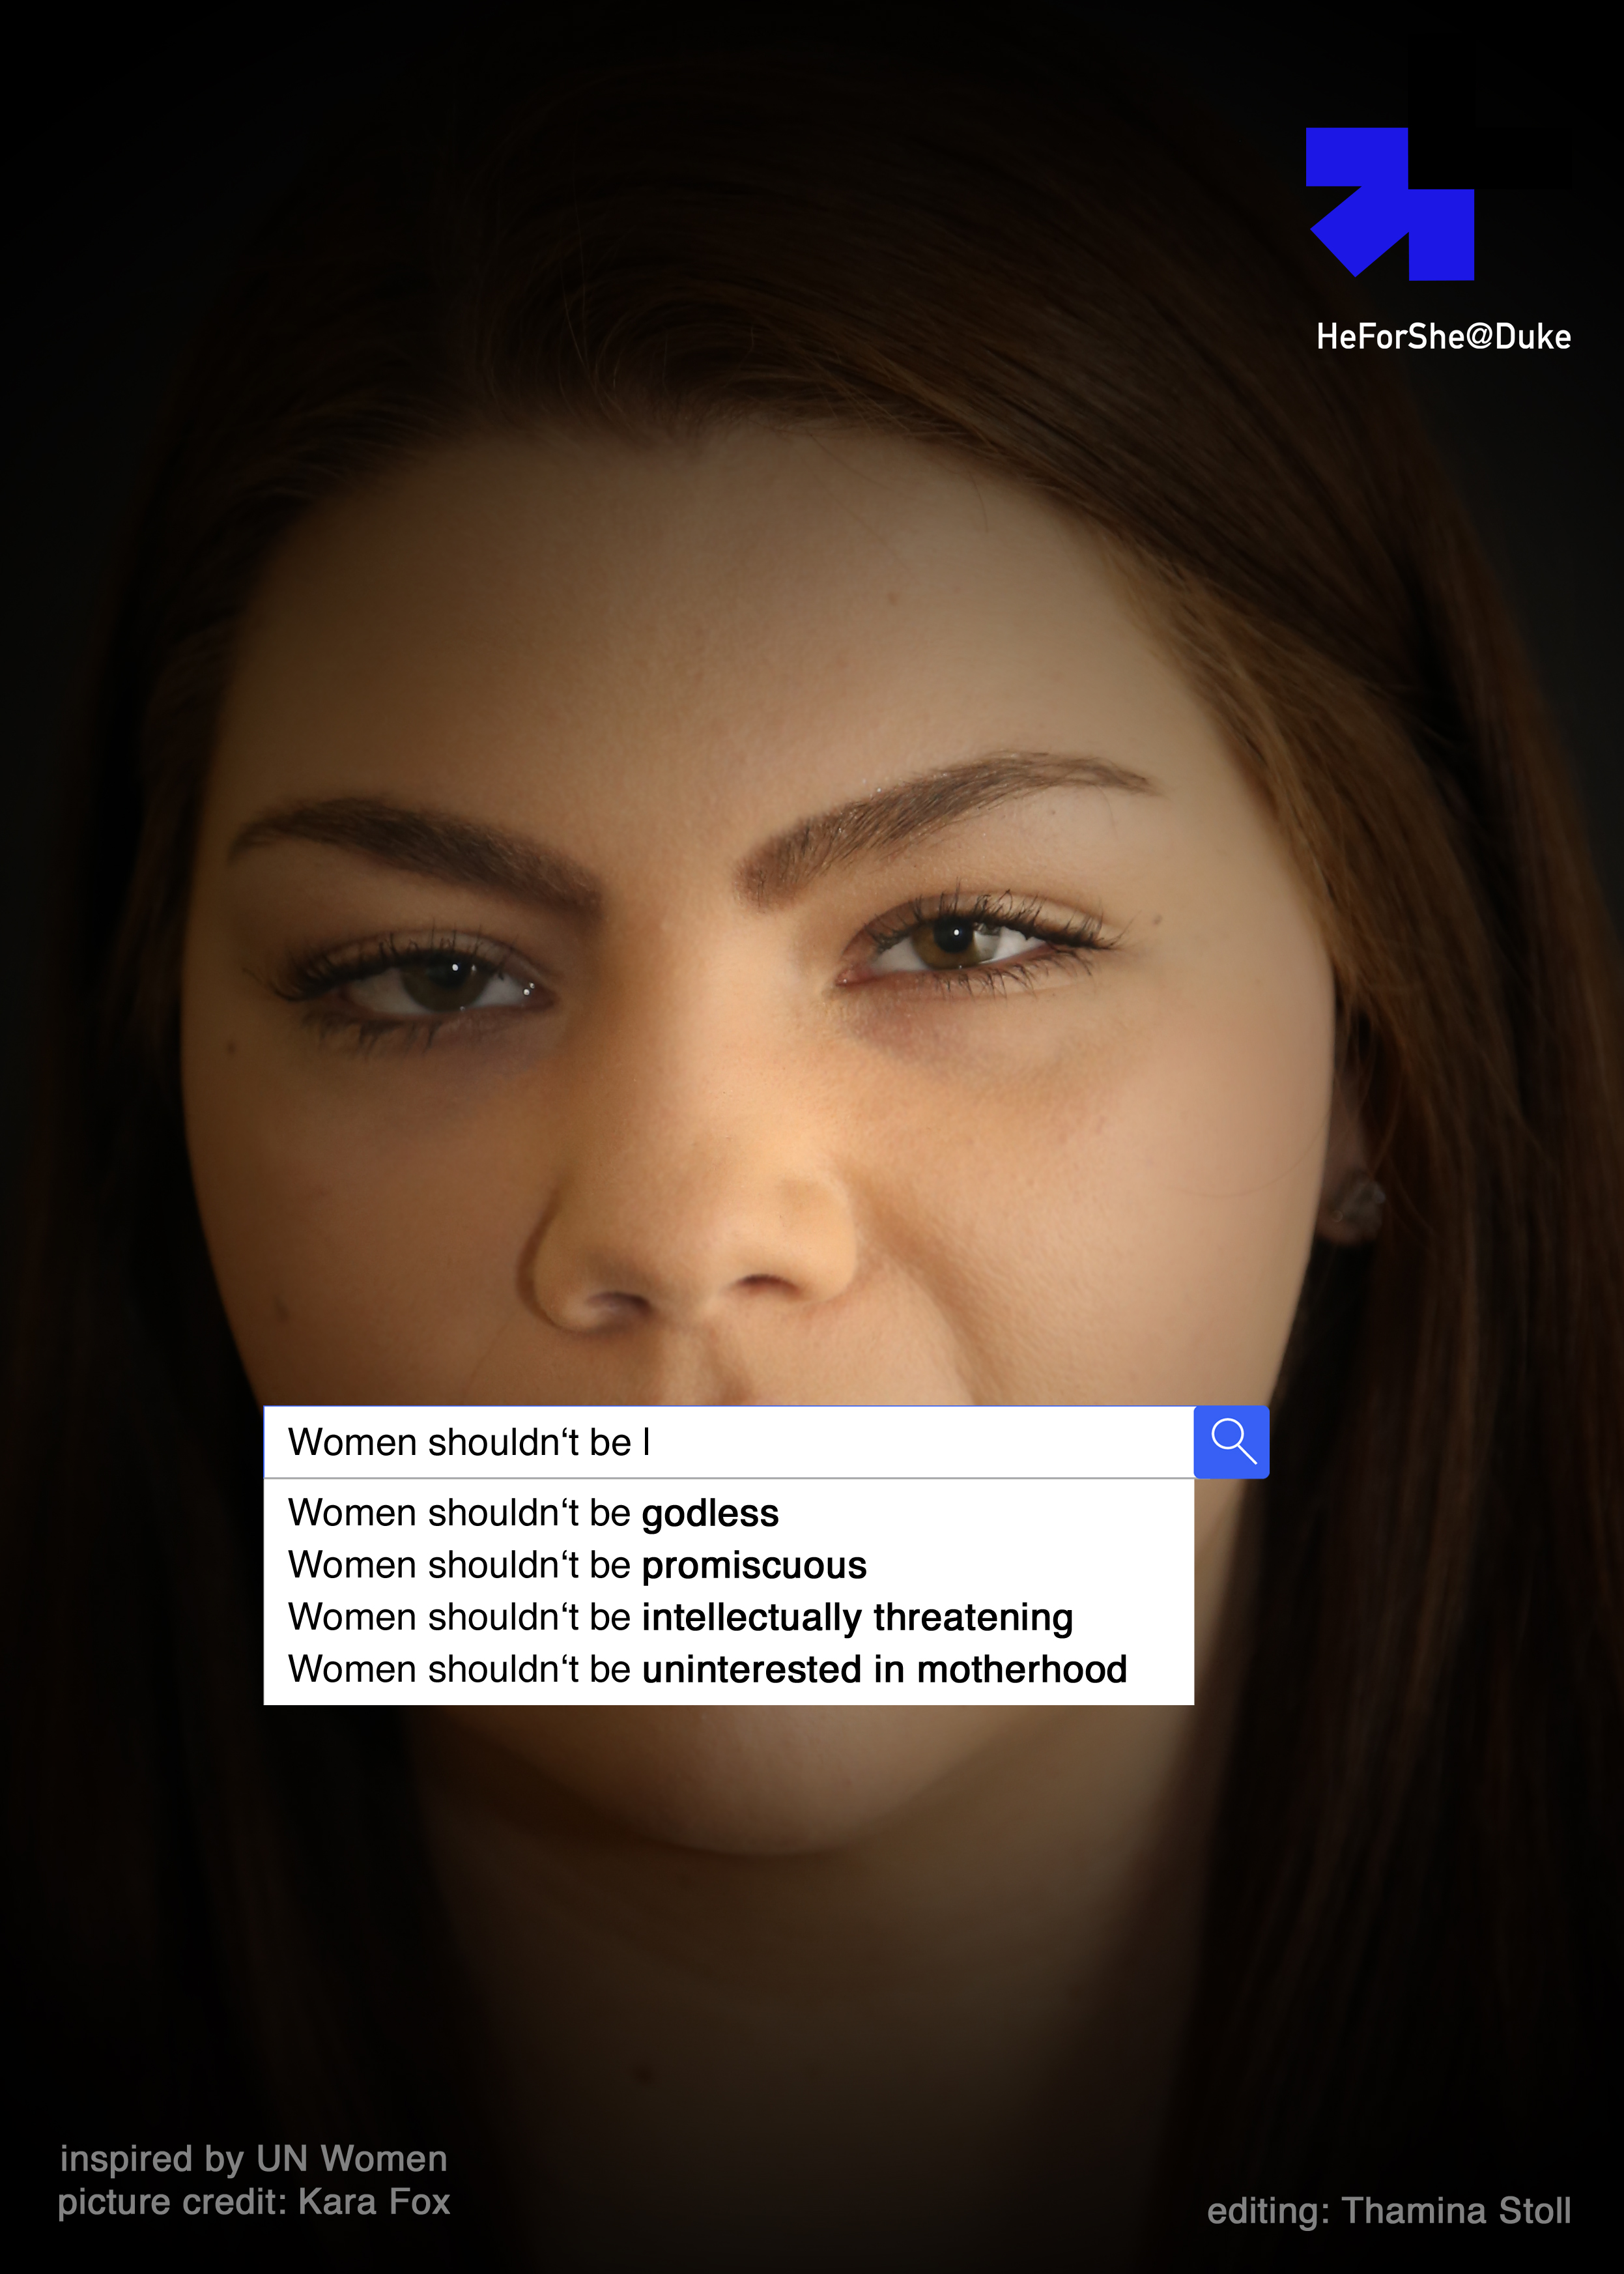 HeForShe@Duke
Women shouldn‘t be |
Women shouldn‘t be godless
Women shouldn‘t be promiscuous
Women shouldn‘t be intellectually threatening
Women shouldn‘t be uninterested in motherhood
inspired by UN Women
picture credit: Kara Fox
editing: Thamina Stoll